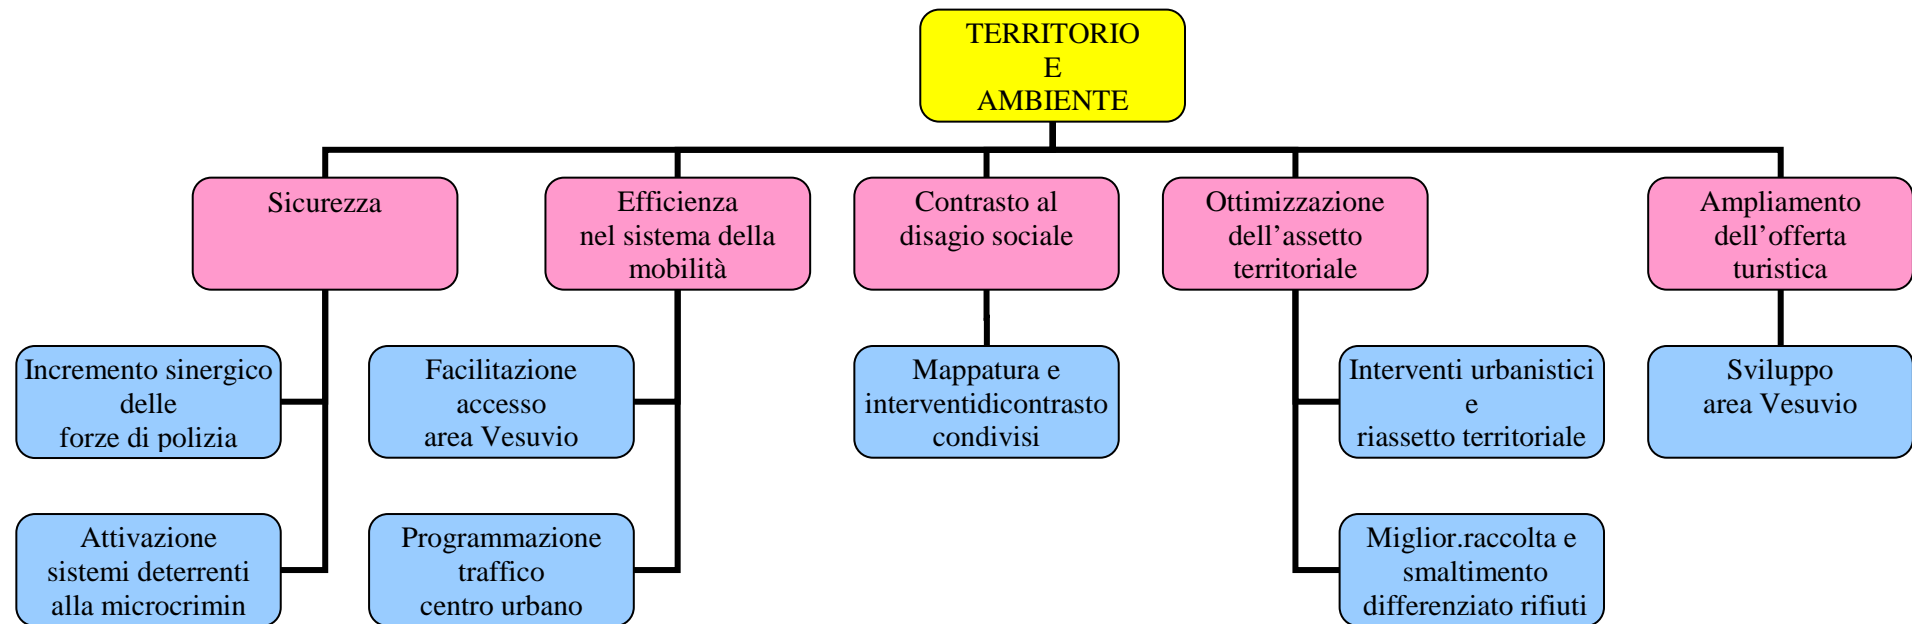 TERRITORIO
E
AMBIENTE
Sicurezza
Efficienza
nel sistema della
mobilità
Contrasto al
disagio sociale
Ottimizzazione
dell’assetto
territoriale
Ampliamento
dell’offerta
turistica
Incremento sinergico
delle
forze di polizia
Facilitazione
accesso
area Vesuvio
Mappatura e
interventidicontrasto
condivisi
Interventi urbanistici
e
riassetto territoriale
Sviluppo
area Vesuvio
Attivazione
sistemi deterrenti
alla microcrimin
Programmazione
traffico
centro urbano
Miglior.raccolta e
smaltimento
differenziato rifiuti